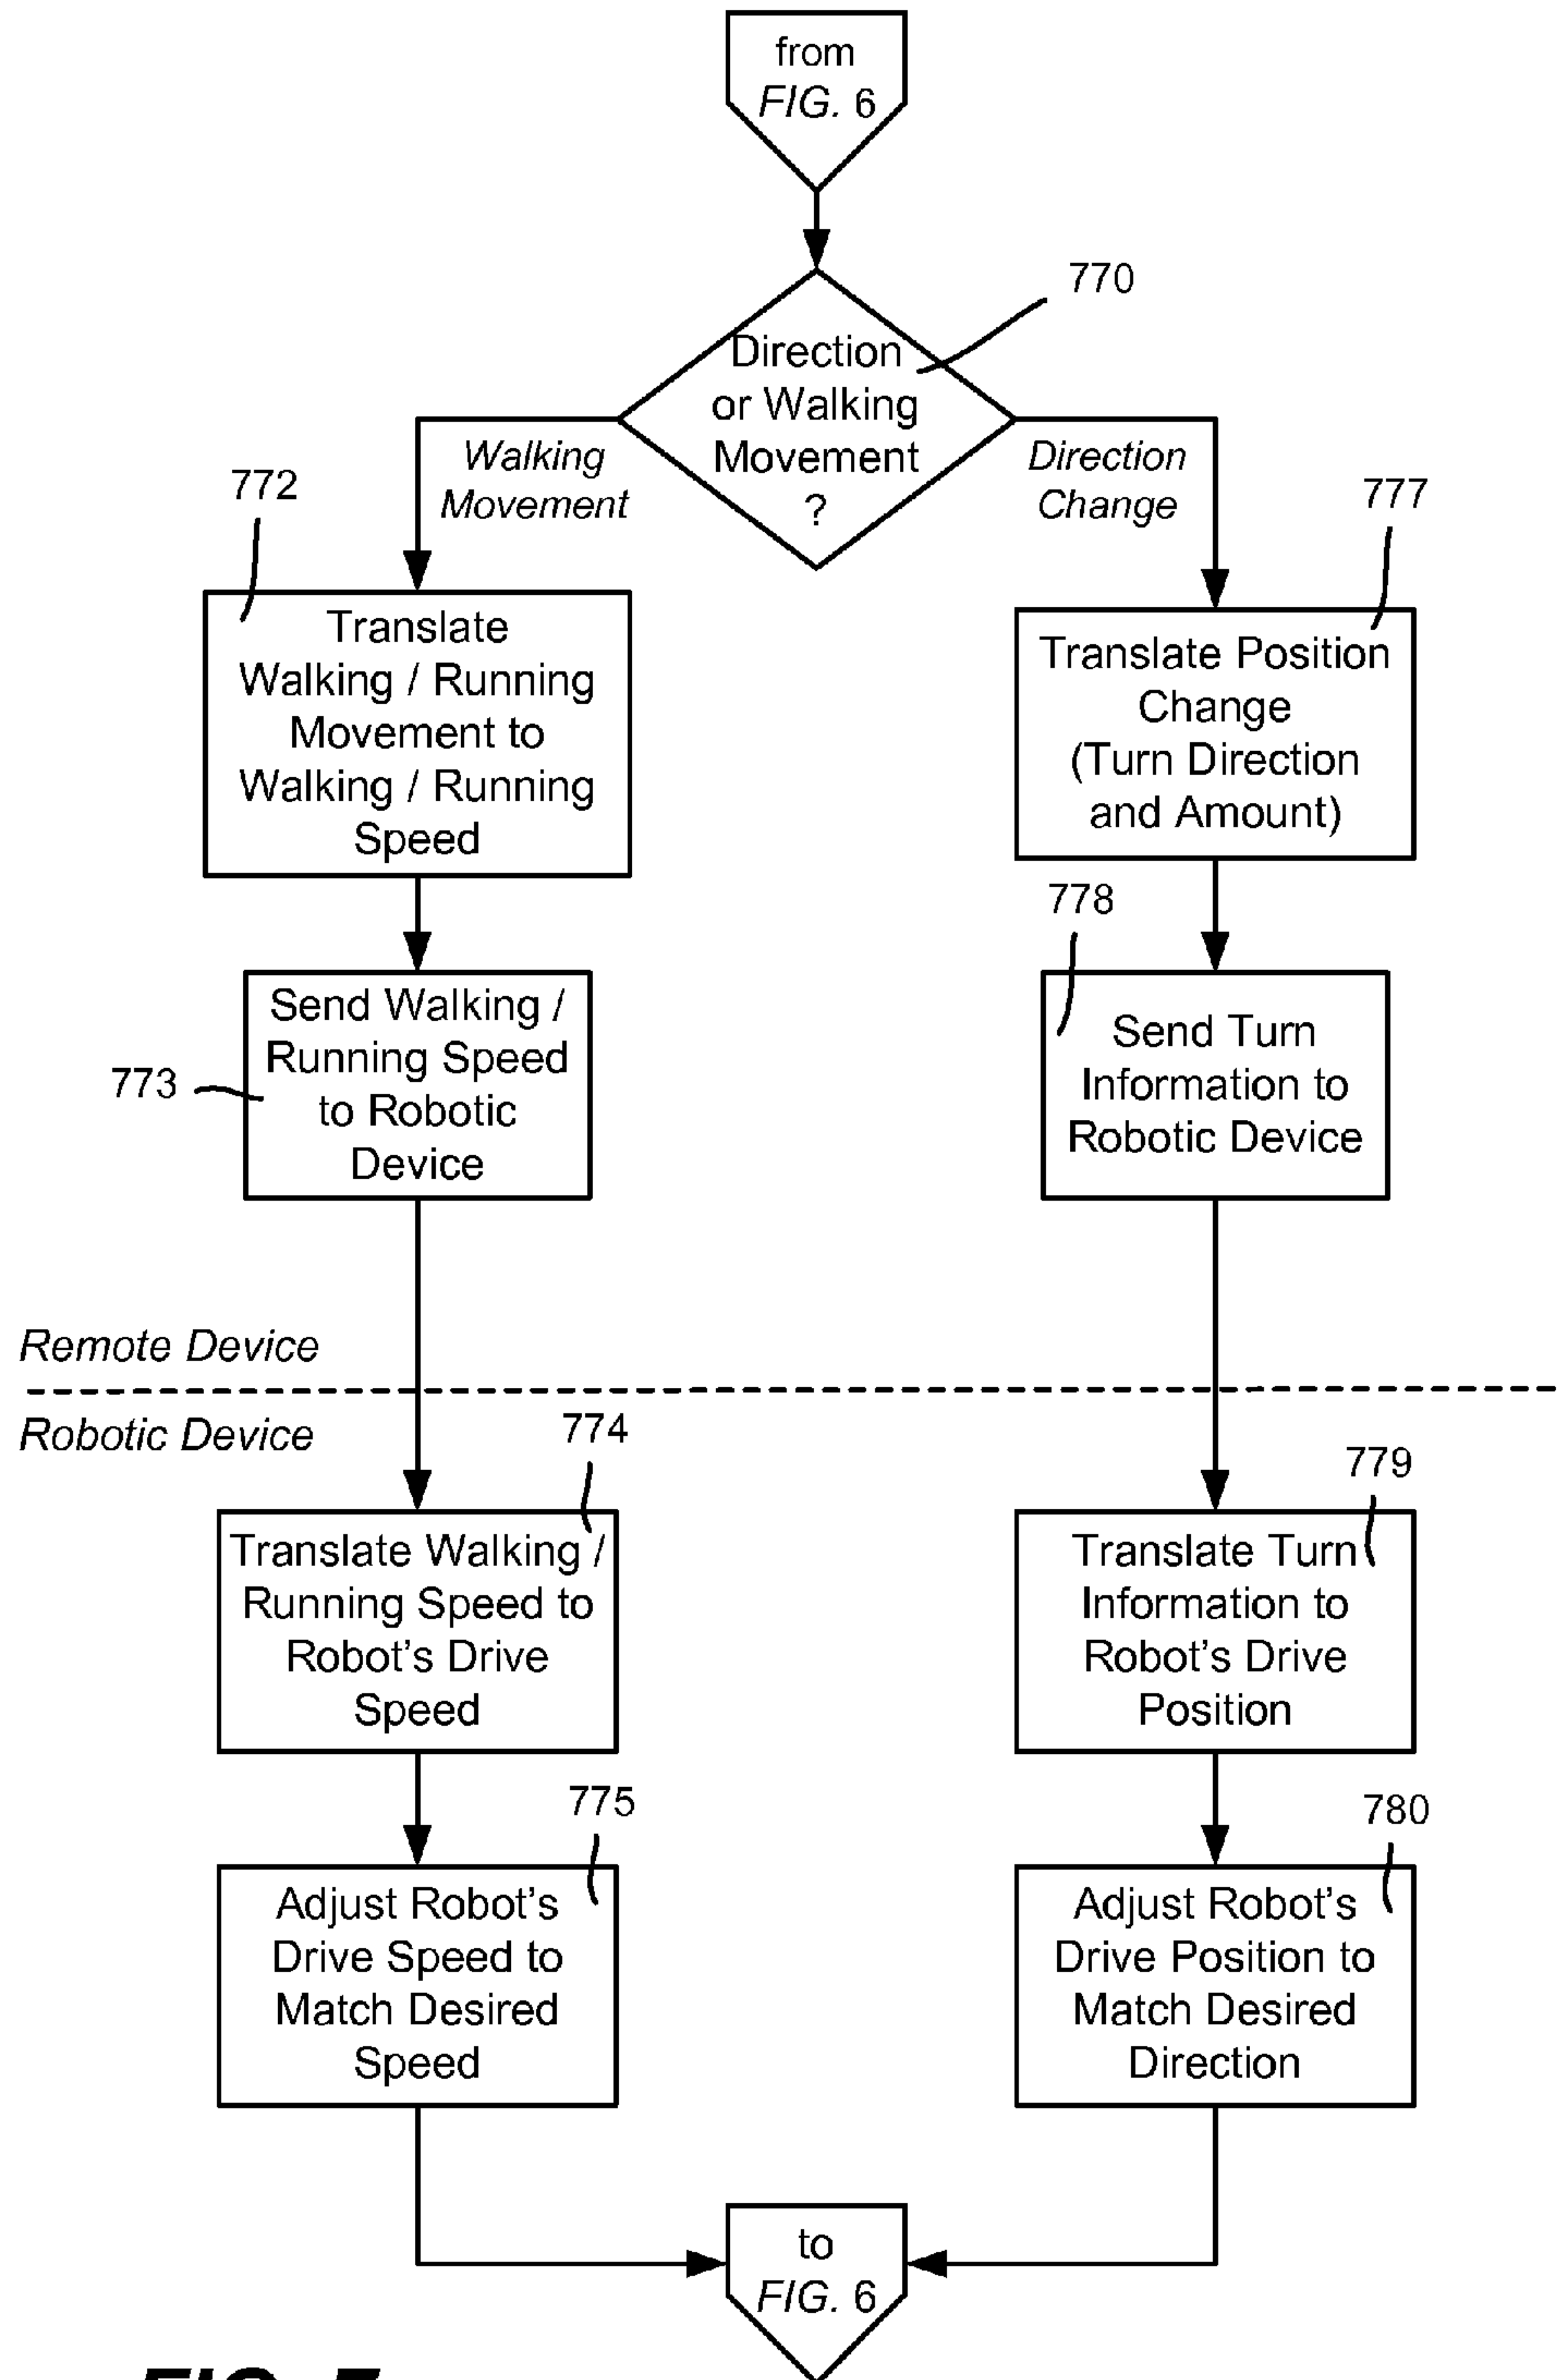 from
FIG. 6
770
Direction
or Walking
Movement
?
Walking
Movement
Direction
Change
772
Translate
Walking / Running
Movement to
Walking / Running
Speed
777
Translate Position
Change
(Turn Direction
and Amount)
773
Send Walking /
Running Speed
to Robotic
Device
778
Send Turn
Information to
Robotic Device
Remote Device
Robotic Device
774
Translate Walking /
Running Speed to
Robot’s Drive
Speed
779
Translate Turn
Information to
Robot’s Drive
Position
775
Adjust Robot’s
Drive Speed to
Match Desired
Speed
780
Adjust Robot’s
Drive Position to
Match Desired
Direction
to
FIG. 6